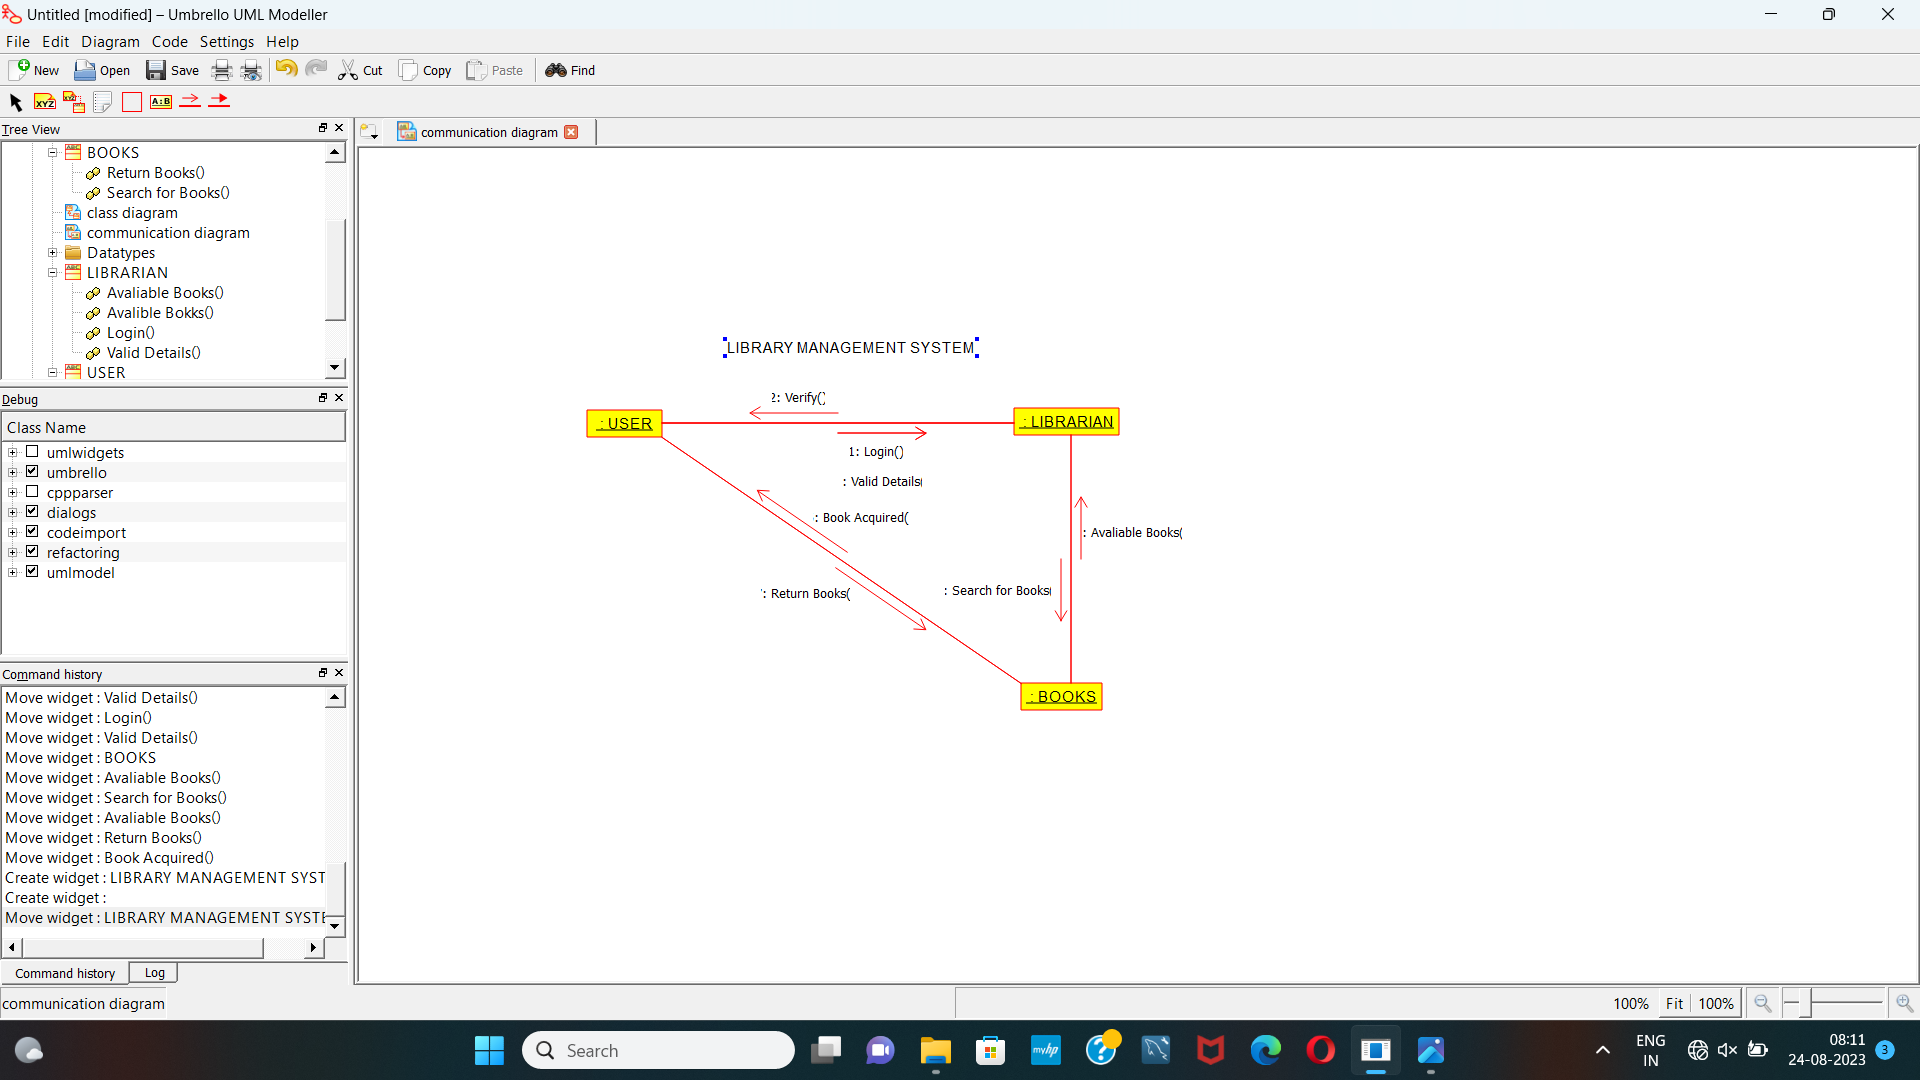 Untitled [modified] – Umbrello UML Modeller
File Edit Diagram Code Settings Help
New Open Save Cut Copy Paste Find
XYZ XYZ A:B
Tree View
communication diagram
BOOKS
Return Books()
Search for Books()
class diagram
communication diagram
Datatypes
LIBRARIAN
Avaliable Books()
Avalible Bokks()
Login()
Valid Details()
USER
Debug
Class Name
umlwidgets
umbrello
cppparser
dialogs
codeimport
refactoring
umlmodel
Command history
Move widget : Valid Details()
Move widget : Login()
Move widget : Valid Details()
Move widget : BOOKS
Move widget : Avaliable Books()
Move widget : Search for Books()
Move widget : Avaliable Books()
Move widget : Return Books()
Move widget : Book Acquired()
Create widget : LIBRARY MANAGEMENT SYST
Create widget :
Move widget : LIBRARY MANAGEMENT SYSTE
Command history Log
LIBRARY MANAGEMENT SYSTEM
2: Verify()
: USER
: LIBRARIAN
1: Login()
: Valid Details(
: Book Acquired(
: Avaliable Books(
: Return Books(
: Search for Books(
: BOOKS
communication diagram
100% Fit 100%
Search
myhp
ENG
IN
08:11
24-08-2023
3